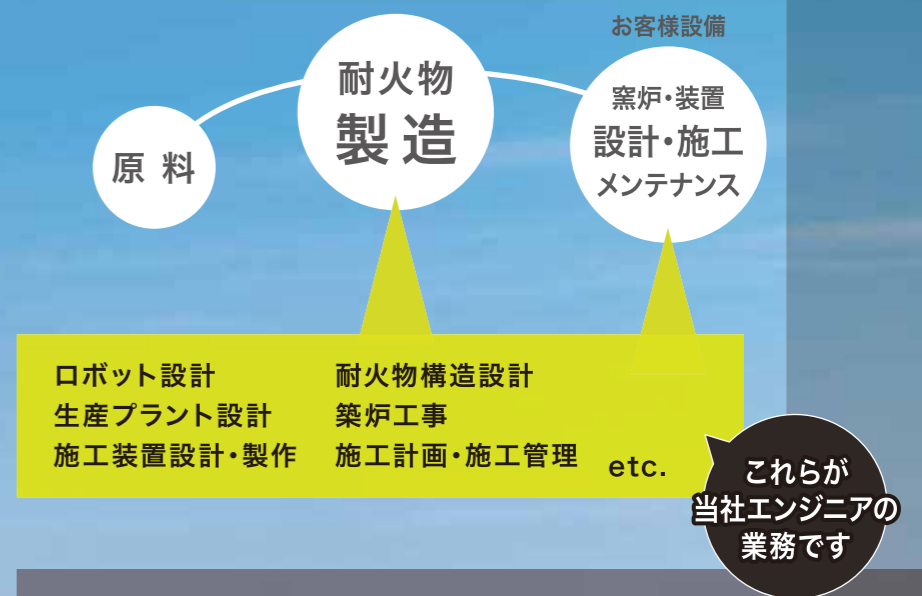 お客様設備
原料
耐火物
製造
窯炉・装置
設計・施工
メンテナンス
ロボット設計
生産プラント設計
施工装置設計・製作
耐火物構造設計
築炉工事
施工計画・施工管理
etc.
これらが
当社エンジニアの
業務です